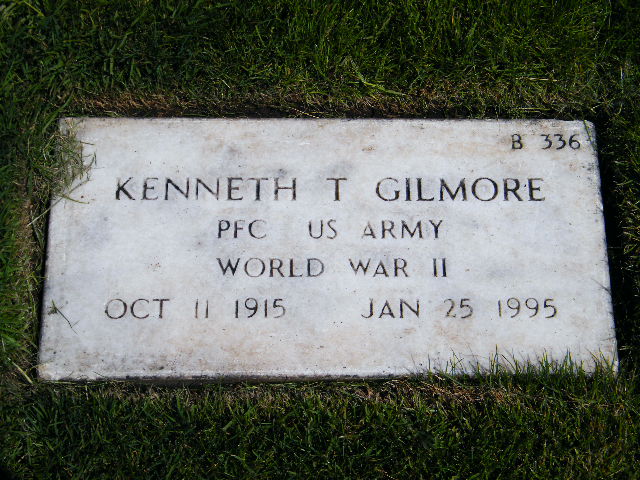 B 336
KENNETH T GILMORE
PFC US ARMY
WORLD WAR II
OCT 11 1915 JAN 25 1995